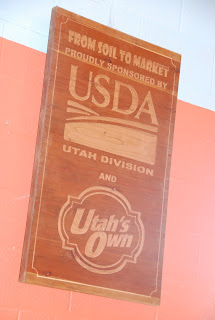 FROM SOIL TO MARKET
PROUDLY SPONSORED BY
USDA
UTAH DIVISION
AND
Utah's
Own